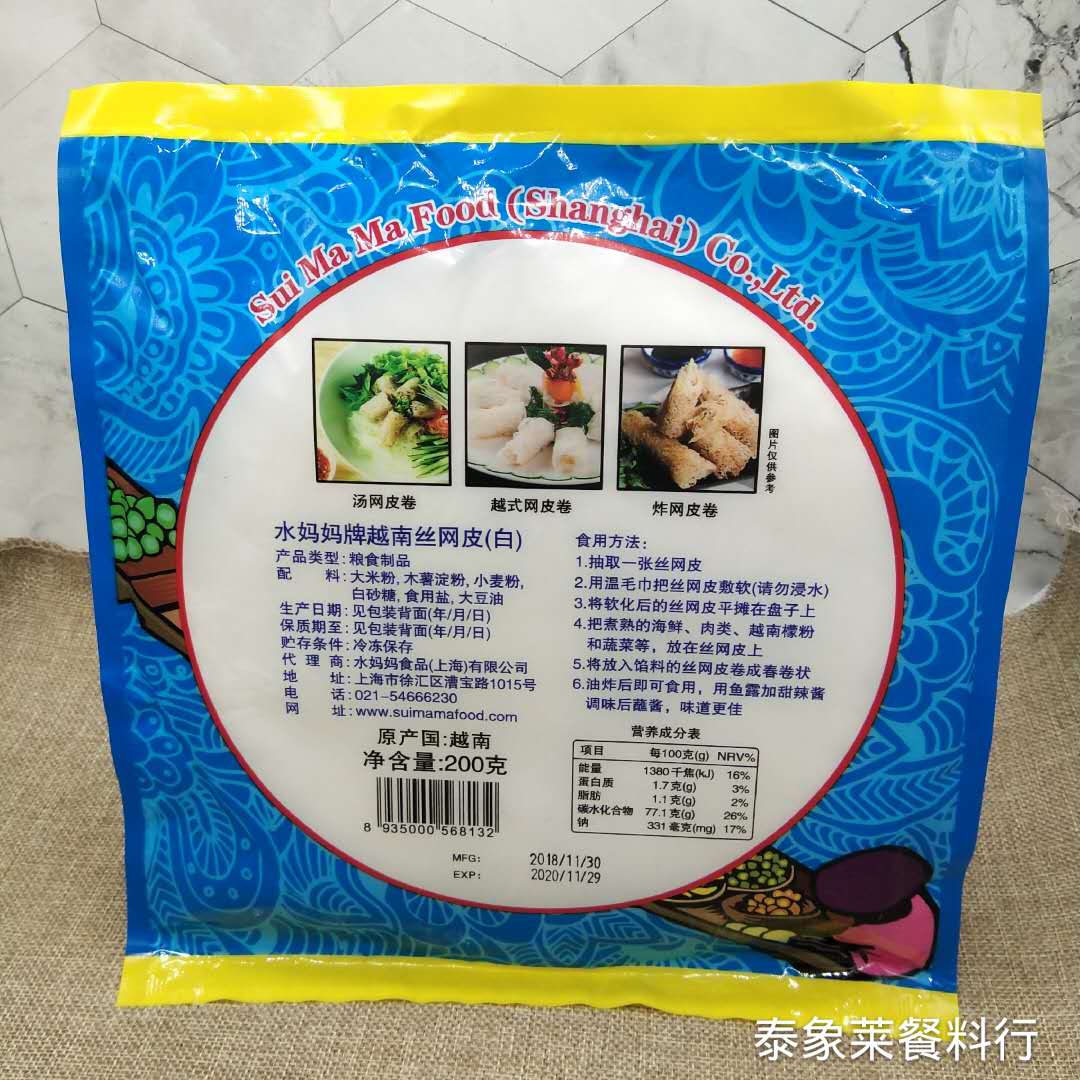 Sui Ma Ma Food (Shanghai) Co.,Ltd.
汤网皮卷
越式网皮卷
炸网皮卷
图片仅供参考
水妈妈牌越南丝网皮(白)
产品类型:粮食制品
配 料:大米粉,木薯淀粉,小麦粉,
白砂糖,食用盐,大豆油
生产日期:见包装背面(年/月/日)
保质期至:见包装背面(年/月/日)
贮存条件:冷冻保存
代 理 商:水妈妈食品(上海)有限公司
地 址:上海市徐汇区漕宝路1015号
电 话:021-54666230
网 址:www.suimamafood.com
原产国:越南
净含量:200克
8 935000 568132
食用方法:
1.抽取一张丝网皮
2.用温毛巾把丝网皮敷软(请勿浸水)
3.将软化后的丝网皮平摊在盘子上
4.把煮熟的海鲜、肉类、越南檬粉
和蔬菜等，放在丝网皮上
5.将放入馅料的丝网皮卷成春卷状
6.油炸后即可食用，用鱼露加甜辣酱
调味后蘸酱，味道更佳
营养成分表
项目 每100克(g) NRV%
能量 1380千焦(kJ) 16%
蛋白质 1.7克(g) 3%
脂肪 1.1克(g) 2%
碳水化合物 77.1克(g) 26%
钠 331毫克(mg) 17%
MFG: 2018/11/30
EXP: 2020/11/29
泰象莱餐料行